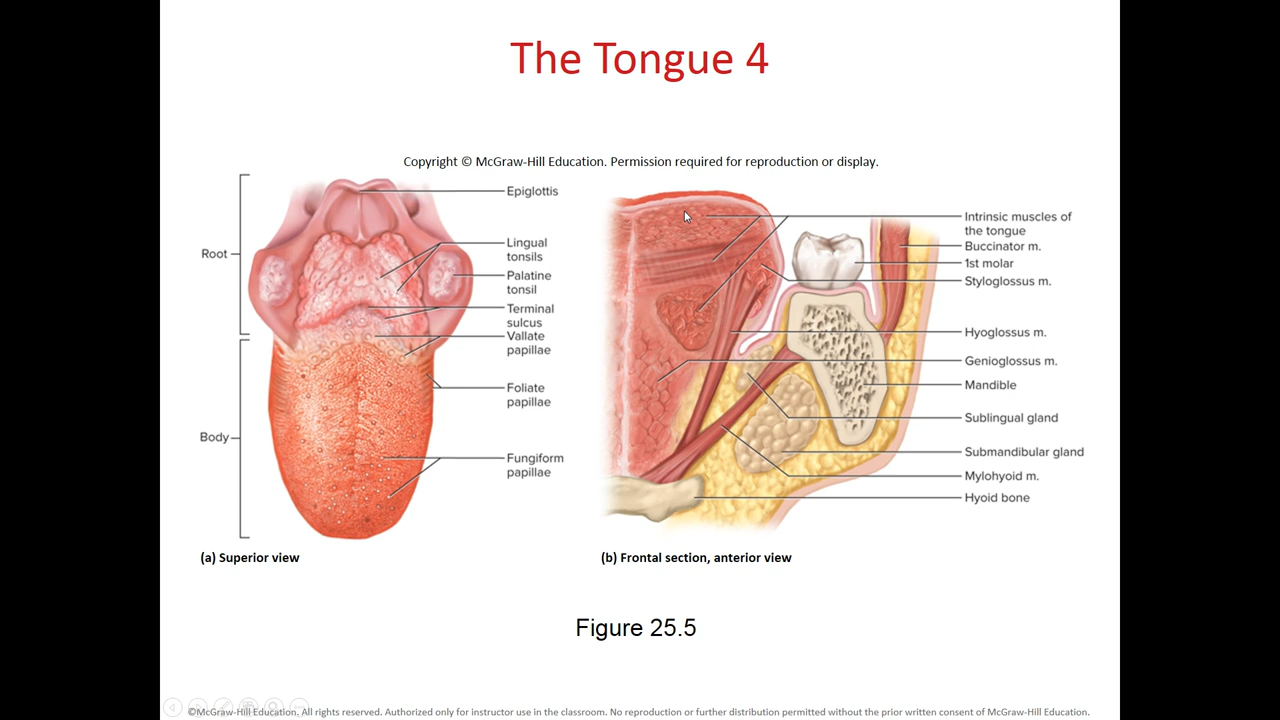 The Tongue 4
Copyright © McGraw-Hill Education. Permission required for reproduction or display.
Root
Body
Epiglottis
Lingual
tonsils
Palatine
tonsil
Terminal
sulcus
Vallate
papillae
Foliate
papillae
Fungiform
papillae
(a) Superior view
Intrinsic muscles of
the tongue
Buccinator m.
1st molar
Styloglossus m.
Hyoglossus m.
Genioglossus m.
Mandible
Sublingual gland
Submandibular gland
Mylohyoid m.
Hyoid bone
(b) Frontal section, anterior view
Figure 25.5
©McGraw-Hill Education. All rights reserved. Authorized only for instructor use in the classroom. No reproduction or further distribution permitted without the prior written consent of McGraw-Hill Education.